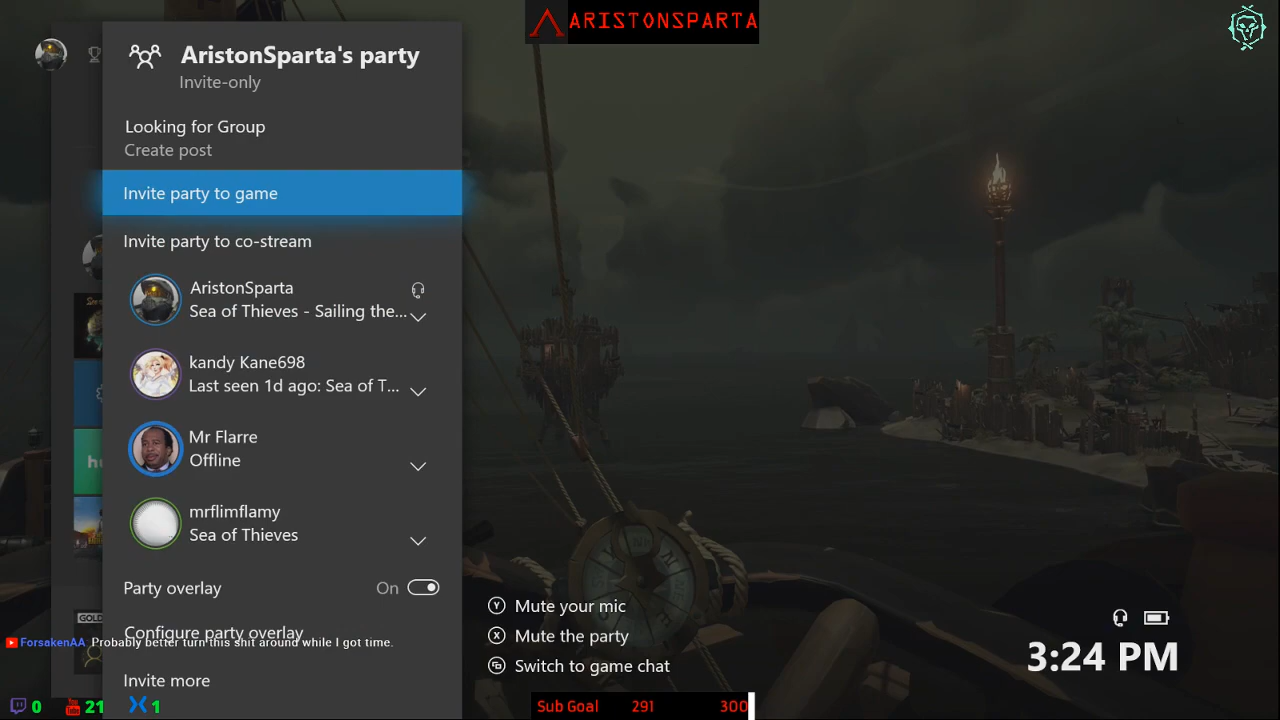 ARISTONSPARTA
AristonSparta's party
Invite-only
Looking for Group
Create post
Invite party to game
Invite party to co-stream
AristonSparta
Sea of Thieves - Sailing the...
kandy Kane698
Last seen 1d ago: Sea of T...
Mr Flarre
Offline
mrflimflamy
Sea of Thieves
Party overlay On
Configure party overlay
ForsakenAA: Probably better turn this shit around while I got time.
Invite more
Mute your mic
Mute the party
Switch to game chat
3:24 PM
0 21 1
Sub Goal 291 300
GOLD